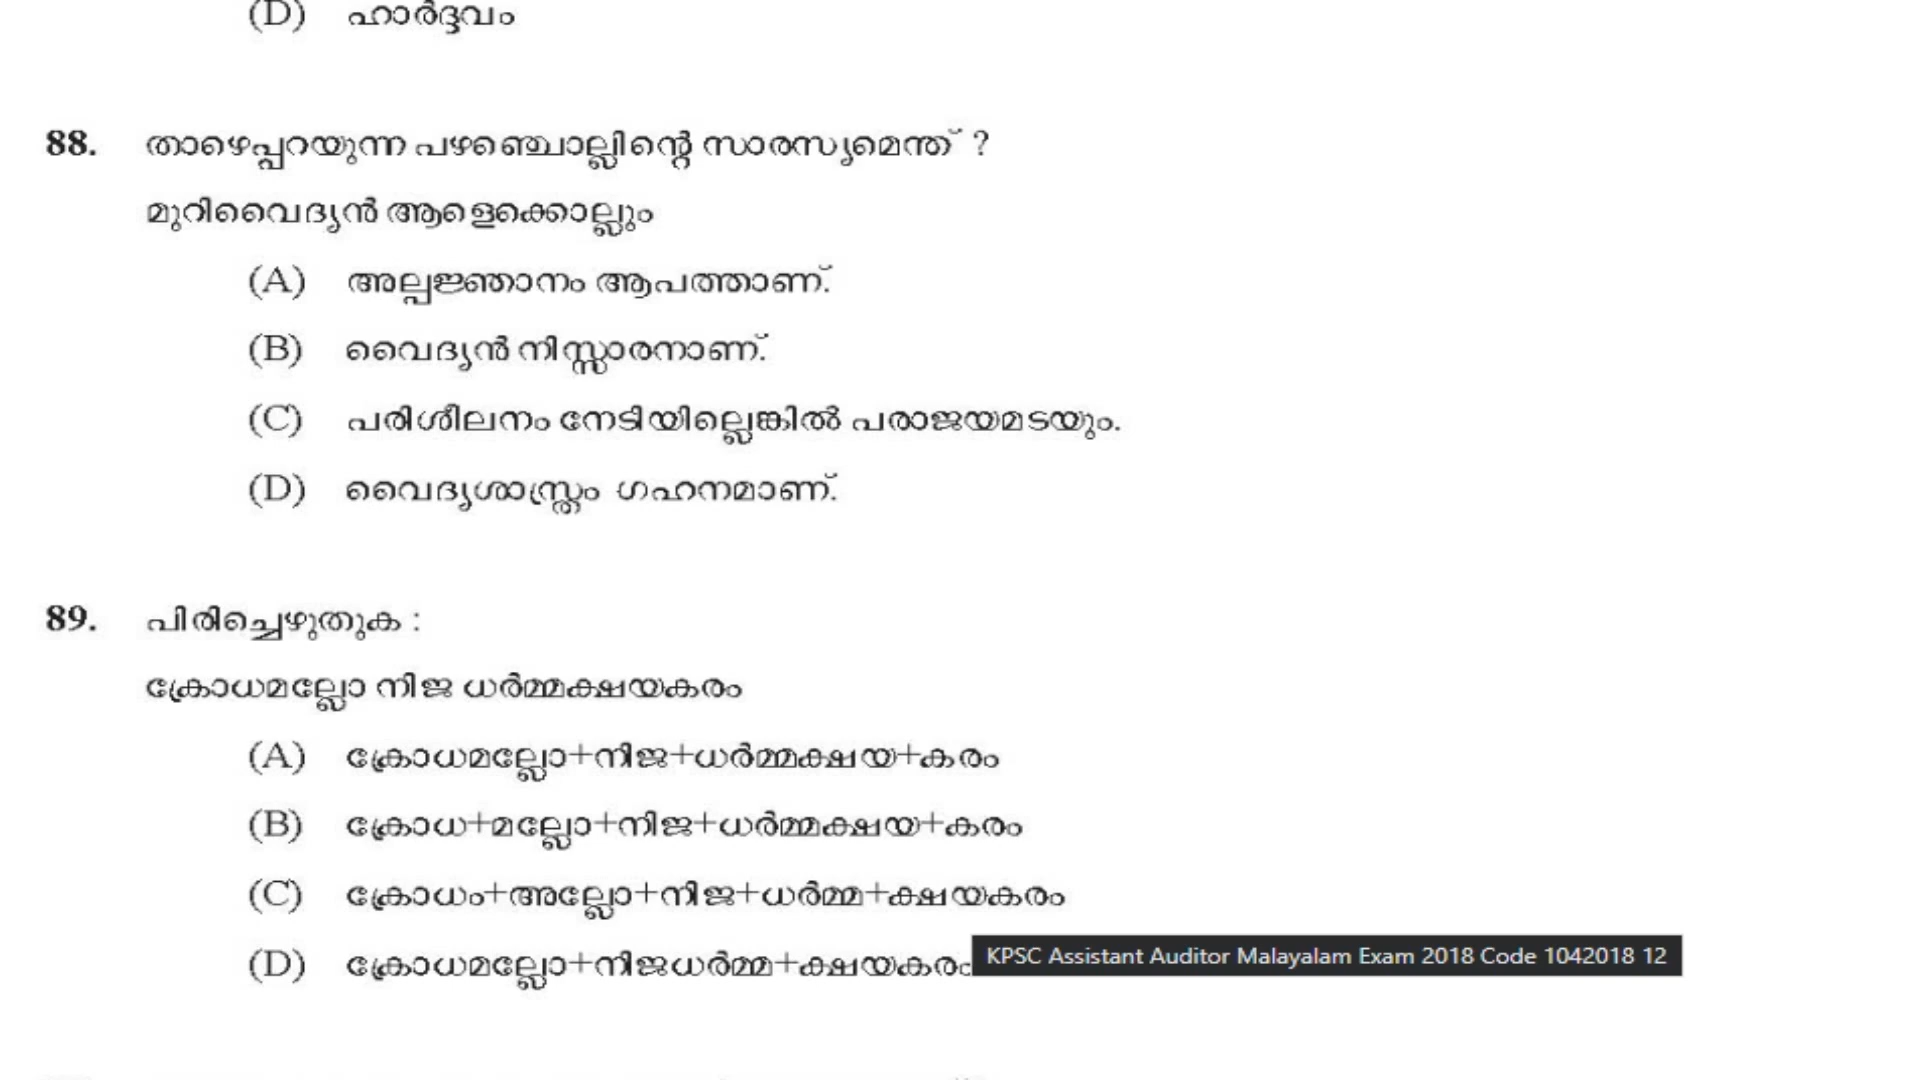 (D) ഹാർദ്ദവം
88. താഴെപ്പറയുന്ന പഴഞ്ചൊല്ലിന്റെ സാരസ്യമെന്ത് ?
മുറിവൈദ്യൻ ആളെക്കൊല്ലും
(A) അല്പജ്ഞാനം ആപത്താണ്.
(B) വൈദ്യൻ നിസ്സാരനാണ്.
(C) പരിശീലനം നേടിയില്ലെങ്കിൽ പരാജയമടയും.
(D) വൈദ്യശാസ്ത്രം ഗഹനമാണ്.
89. പിരിച്ചെഴുതുക :
ക്രോധമല്ലോ നിജ ധർമ്മക്ഷയകരം
(A) ക്രോധമല്ലോ+നിജ+ധർമ്മക്ഷയ+കരം
(B) ക്രോധ+മല്ലോ+നിജ+ധർമ്മക്ഷയ+കരം
(C) ക്രോധം+അല്ലോ+നിജ+ധർമ്മ+ക്ഷയകരം
(D) ക്രോധമല്ലോ+നിജധർമ്മ+ക്ഷയകരം
KPSC Assistant Auditor Malayalam Exam 2018 Code 1042018 12